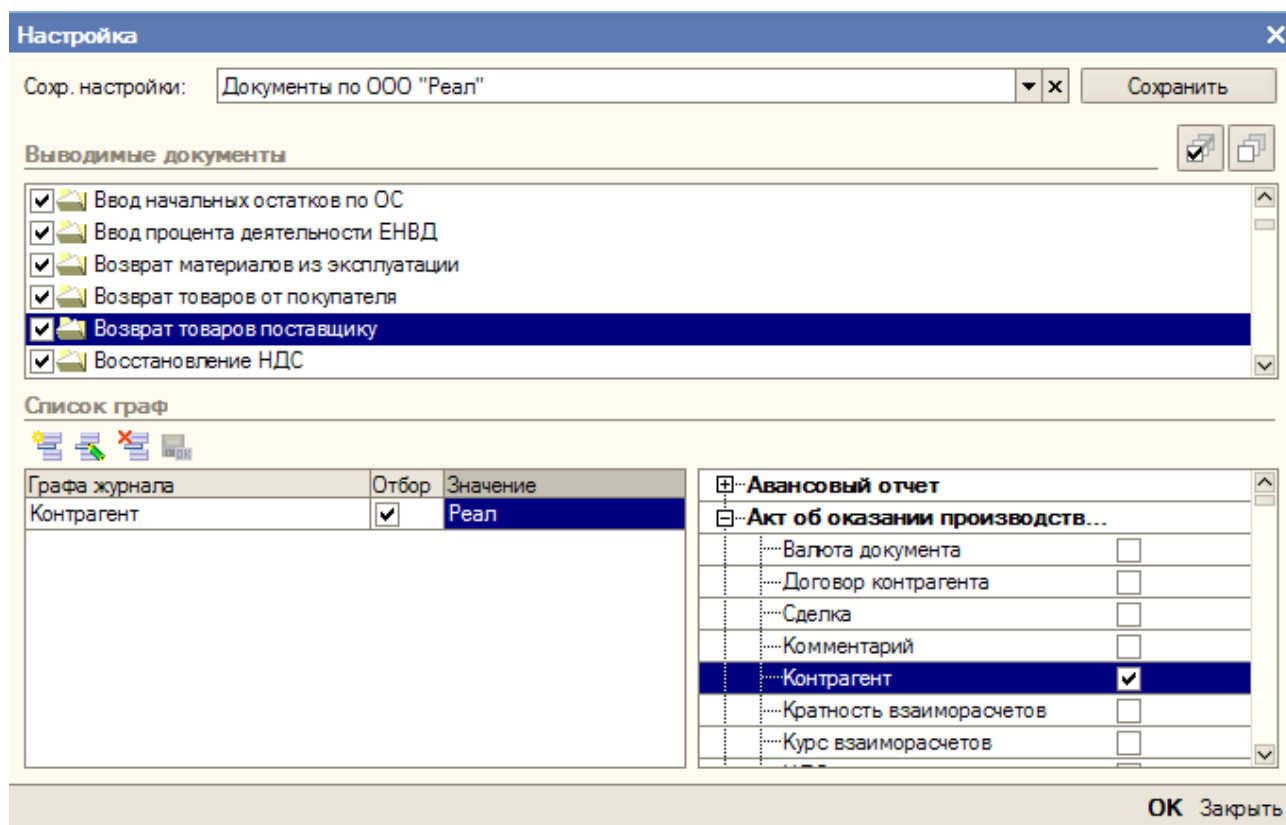 Настройка
Сохр. настройки: Документы по ООО "Реал" Сохранить
Выводимые документы
Ввод начальных остатков по ОС
Ввод процента деятельности ЕНВД
Возврат материалов из эксплуатации
Возврат товаров от покупателя
Возврат товаров поставщику
Восстановление НДС
Список граф
Графа журнала Отбор Значение
Контрагент Реал
Авансовый отчет
Акт об оказании производств...
Валюта документа
Договор контрагента
Сделка
Комментарий
Контрагент
Кратность взаиморасчетов
Курс взаиморасчетов
OK Закрыть